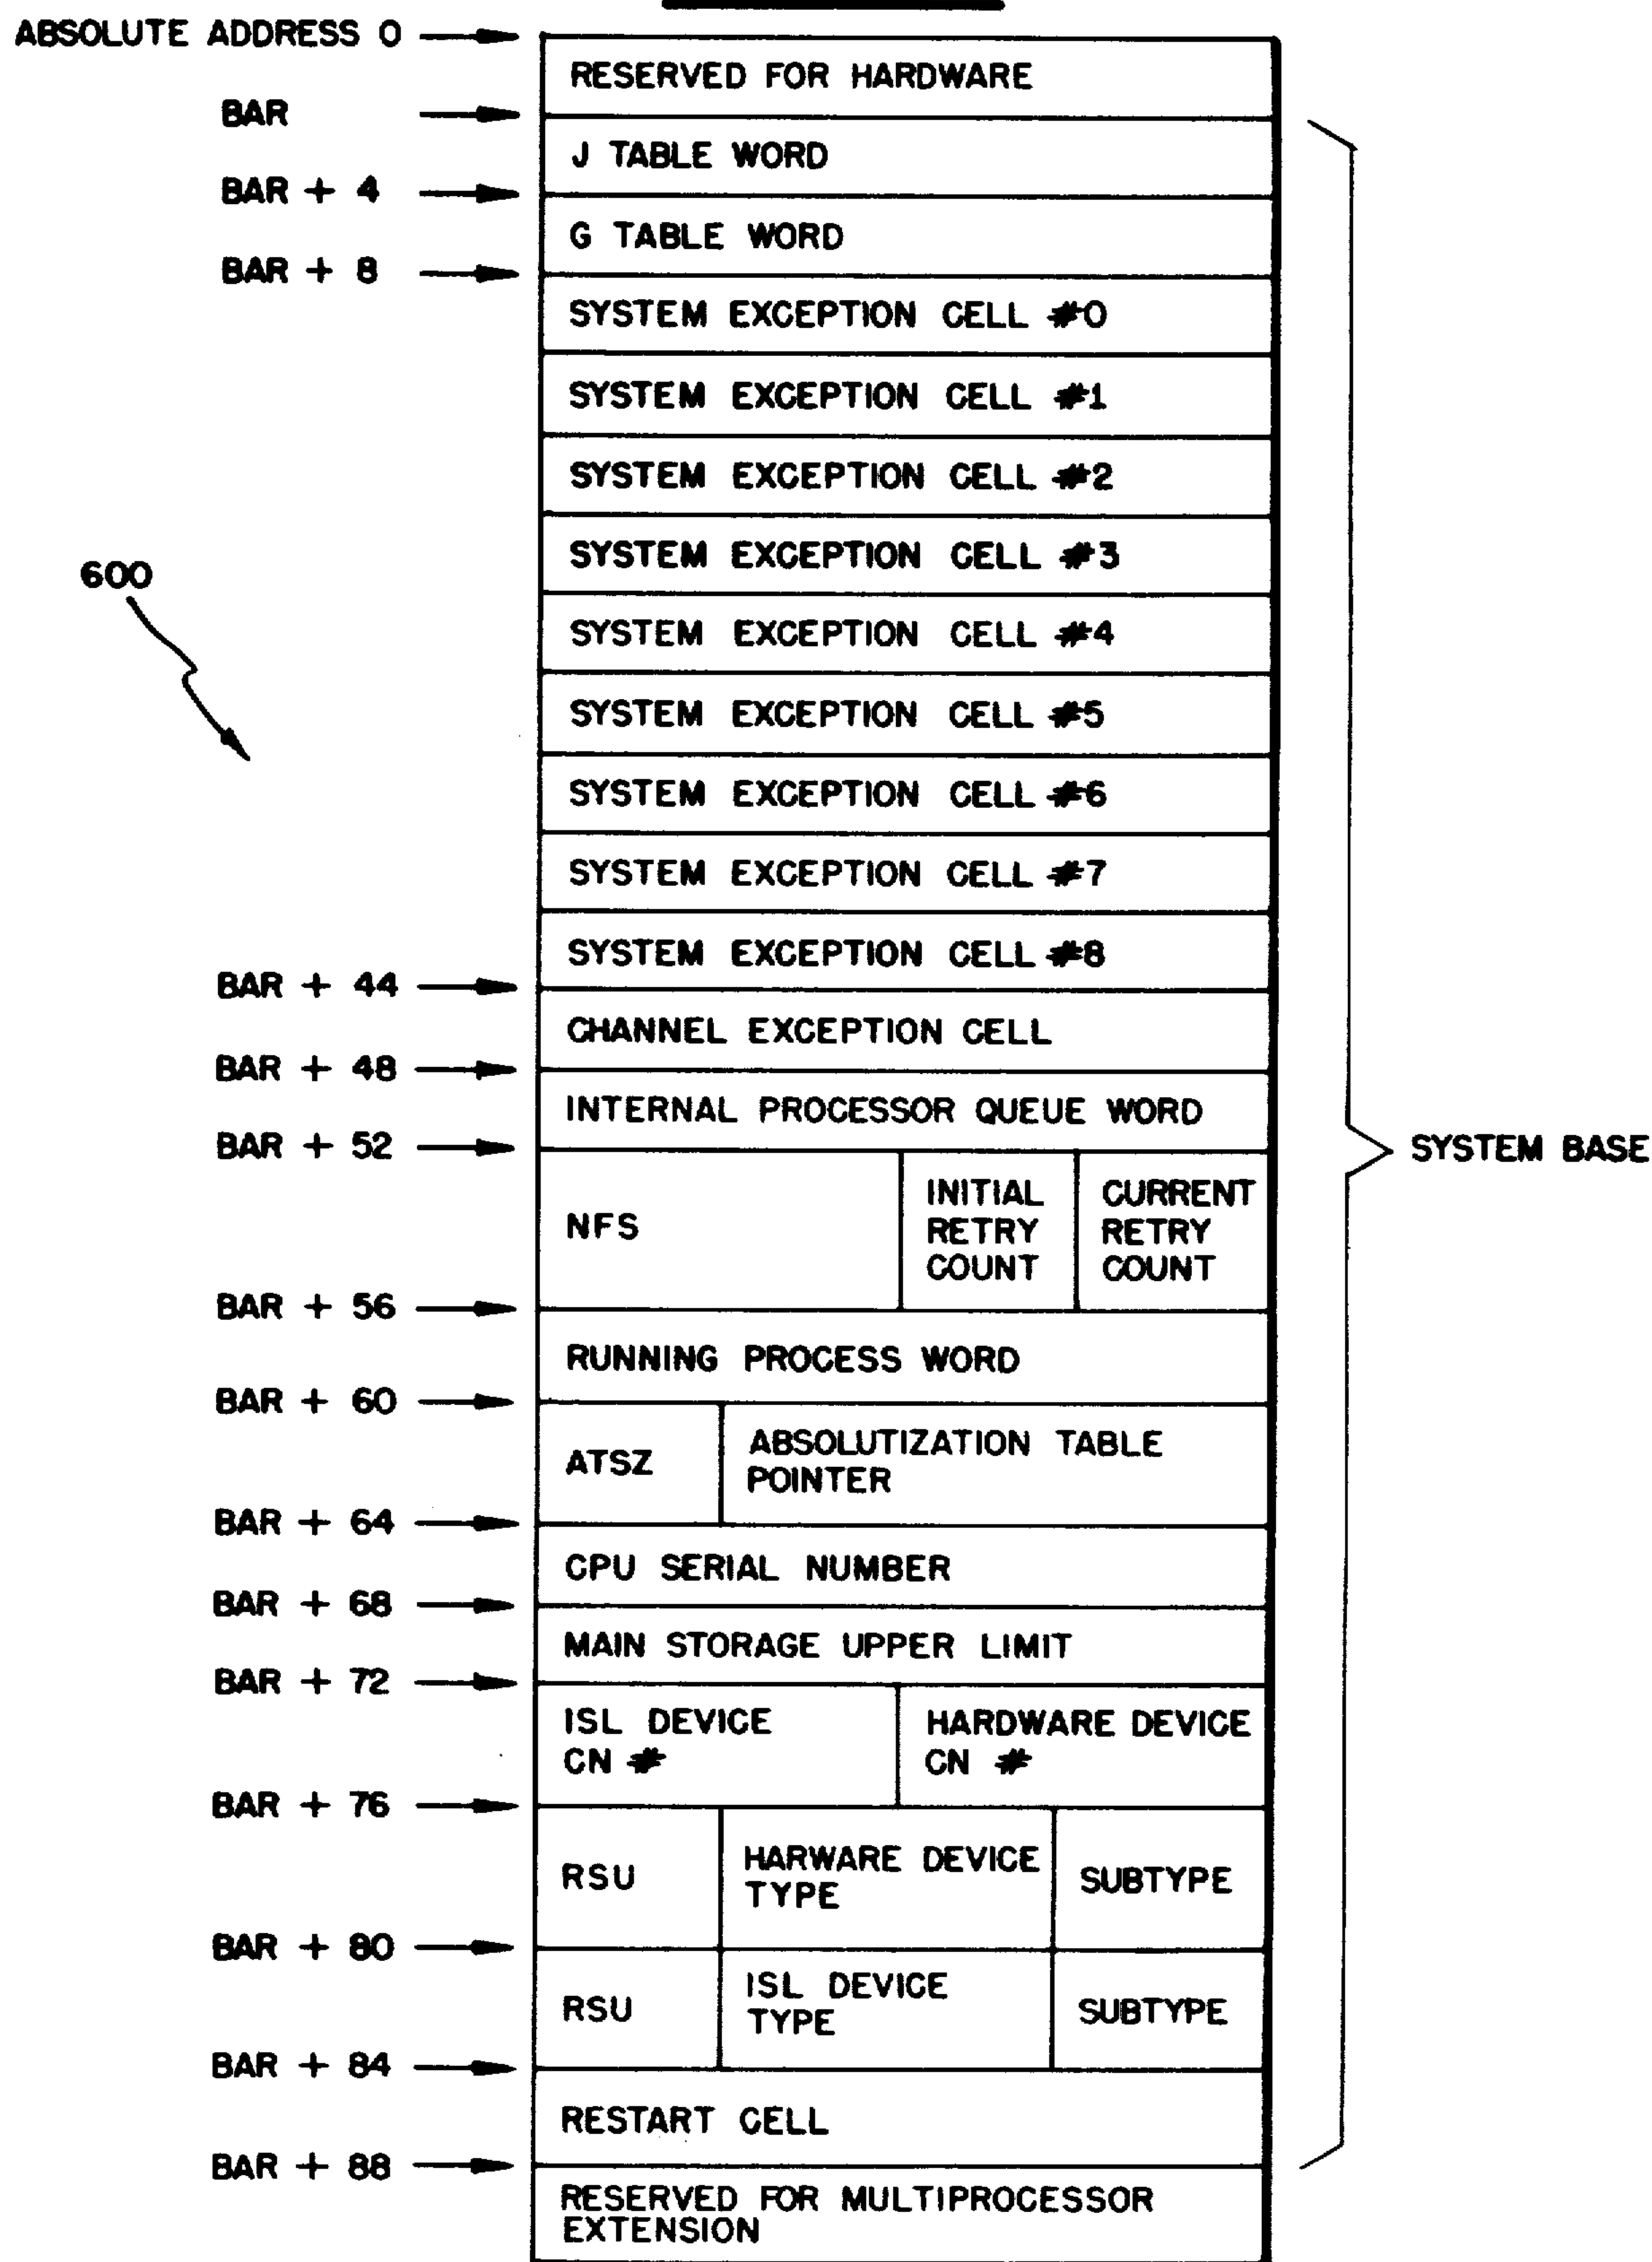 ABSOLUTE ADDRESS 0
RESERVED FOR HARDWARE
BAR
J TABLE WORD
BAR + 4
G TABLE WORD
BAR + 8
SYSTEM EXCEPTION CELL #0
SYSTEM EXCEPTION CELL #1
SYSTEM EXCEPTION CELL #2
SYSTEM EXCEPTION CELL #3
600
SYSTEM EXCEPTION CELL #4
SYSTEM EXCEPTION CELL #5
SYSTEM EXCEPTION CELL #6
SYSTEM EXCEPTION CELL #7
SYSTEM EXCEPTION CELL #8
BAR + 44
CHANNEL EXCEPTION CELL
BAR + 48
INTERNAL PROCESSOR QUEUE WORD
BAR + 52
SYSTEM BASE
NFS
INITIAL
RETRY
COUNT
CURRENT
RETRY
COUNT
BAR + 56
RUNNING PROCESS WORD
BAR + 60
ATSZ
ABSOLUTIZATION TABLE
POINTER
BAR + 64
CPU SERIAL NUMBER
BAR + 68
MAIN STORAGE UPPER LIMIT
BAR + 72
ISL DEVICE
CN #
HARDWARE DEVICE
CN #
BAR + 76
RSU
HARWARE DEVICE
TYPE
SUBTYPE
BAR + 80
RSU
ISL DEVICE
TYPE
SUBTYPE
BAR + 84
RESTART CELL
BAR + 88
RESERVED FOR MULTIPROCESSOR
EXTENSION